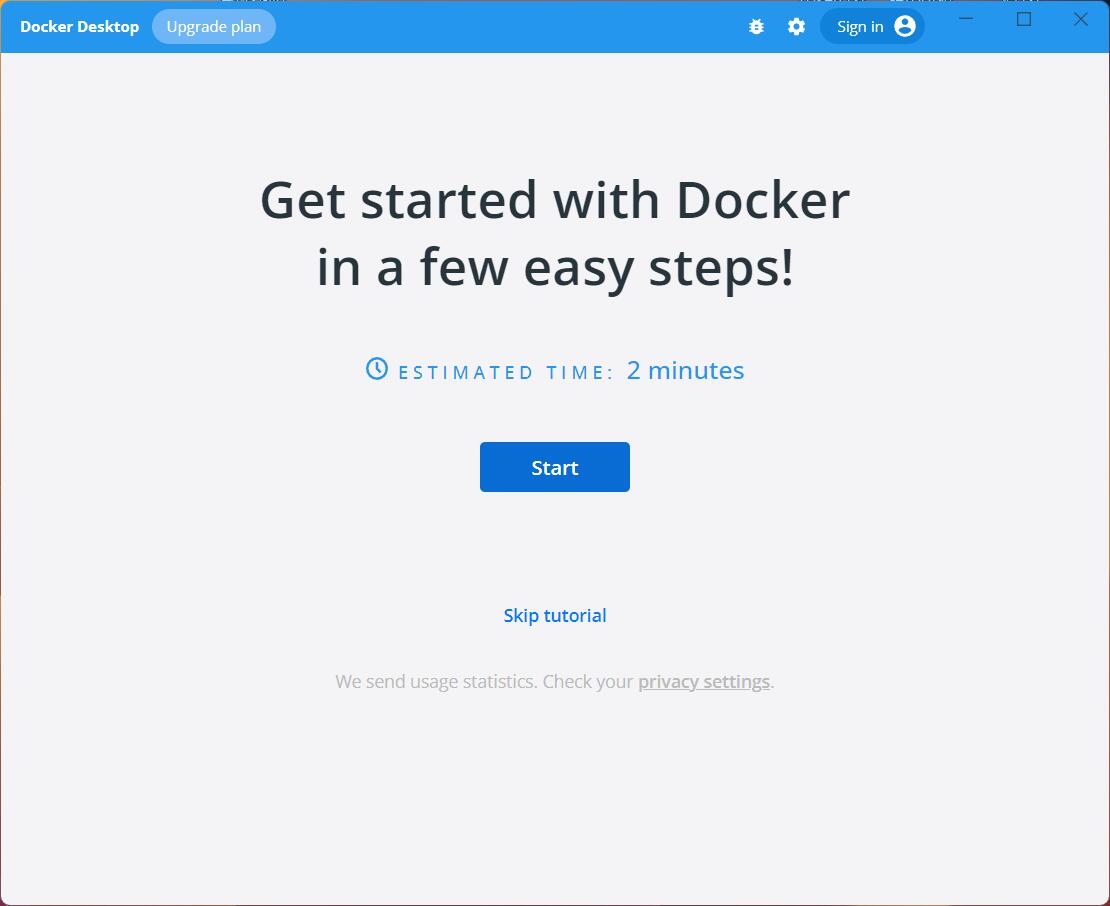 Docker Desktop Upgrade plan Sign in
Get started with Docker
in a few easy steps!
ESTIMATED TIME: 2 minutes
Start
Skip tutorial
We send usage statistics. Check your privacy settings.